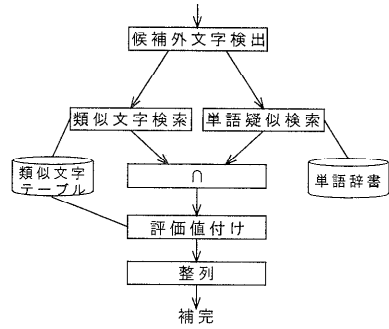 候補外文字検出
類似文字検索
単語疑似検索
類似文字
テーブル
∩
単語辞書
評価値付け
整列
補完